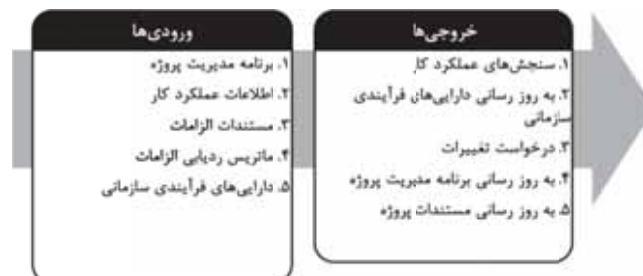 ورودی‌ها
۱. برنامه مدیریت پروژه
۲. اطلاعات عملکرد کار
۳. مستندات الزامات
۴. ماتریس ردیابی الزامات
۵. دارایی‌های فرآیندی سازمانی
خروجی‌ها
۱. سنجش‌های عملکرد کار
۲. به روز رسانی دارایی‌های فرآیندی
سازمانی
۳. درخواست تغییرات
۴. به روز رسانی برنامه مدیریت پروژه
۵. به روز رسانی مستندات پروژه